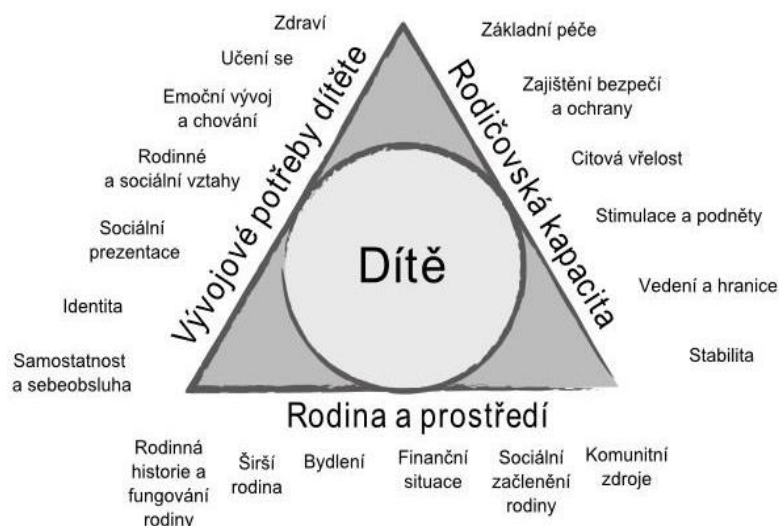 Zdraví
Učení se
Emoční vývoj
a chování
Rodinné
a sociální vztahy
Sociální
prezentace
Identita
Samostatnost
a sebeobsluha
Vývojové potřeby dítěte
Dítě
Rodičovská kapacita
Základní péče
Zajištění bezpečí
a ochrany
Citová vřelost
Stimulace a podněty
Vedení a hranice
Stabilita
Rodina a prostředí
Rodinná
historie a
fungování
rodiny
Širší
rodina
Bydlení
Finanční
situace
Sociální
začlenění
rodiny
Komunitní
zdroje